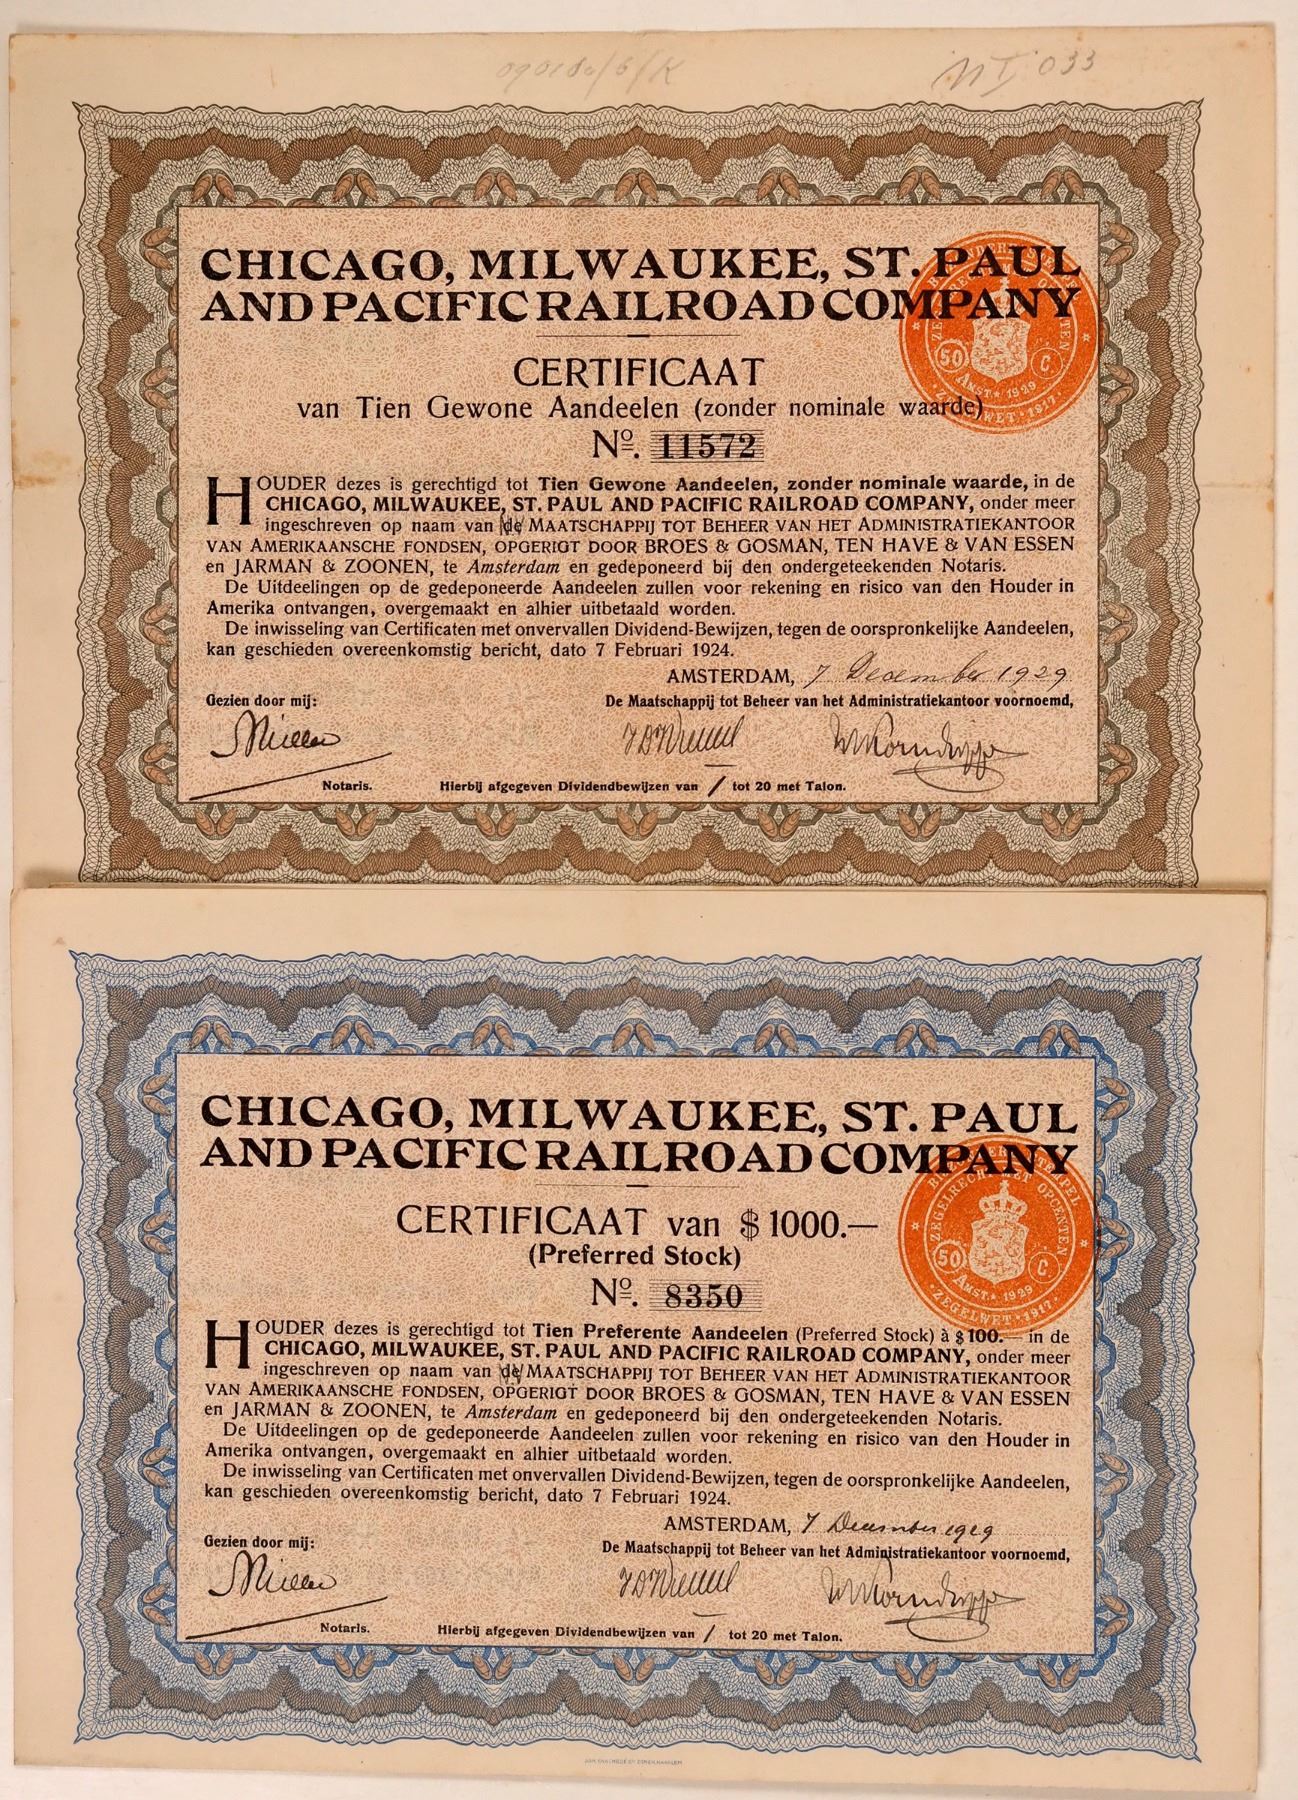 033
CHICAGO, MILWAUKEE, ST. PAUL
AND PACIFIC RAILROAD COMPANY
CERTIFICAAT
van Tien Gewone Aandeelen (zonder nominale waarde)
Nº. 11572
50 C.
AMST. 1929
ZEGELWET 1917
HOUDER dezes is gerechtigd tot Tien Gewone Aandeelen, zonder nominale waarde, in de
CHICAGO, MILWAUKEE, ST. PAUL AND PACIFIC RAILROAD COMPANY, onder meer
ingeschreven op naam van de MAATSCHAPPIJ TOT BEHEER VAN HET ADMINISTRATIEKANTOOR
VAN AMERIKAANSCHE FONDSEN, OPGERIGT DOOR BROES & GOSMAN, TEN HAVE & VAN ESSEN
en JARMAN & ZOONEN, te Amsterdam en gedeponeerd bij den ondergeteekenden Notaris.
De Uitdeelingen op de gedeponeerde Aandeelen zullen voor rekening en risico van den Houder in
Amerika ontvangen, overgemaakt en alhier uitbetaald worden.
De inwisseling van Certificaten met onvervallen Dividend-Bewijzen, tegen de oorspronkelijke Aandeelen,
kan geschieden overeenkomstig bericht, dato 7 Februari 1924.
AMSTERDAM, 7 December 1929
Gezien door mij:
De Maatschappij tot Beheer van het Administratiekantoor voornoemd,
Notaris.
Hierbij afgegeven Dividendbewijzen van 1 tot 20 met Talon.
CHICAGO, MILWAUKEE, ST. PAUL
AND PACIFIC RAILROAD COMPANY
CERTIFICAAT van $ 1000.—
(Preferred Stock)
Nº. 8350
BIJZONDER STEMPEL
ZEGELRECHT MET OPCENTEN
50 C
AMST. 1929
ZEGELWET 1917
HOUDER dezes is gerechtigd tot Tien Preferente Aandeelen (Preferred Stock) à $ 100.— in de
CHICAGO, MILWAUKEE, ST. PAUL AND PACIFIC RAILROAD COMPANY, onder meer
ingeschreven op naam van de MAATSCHAPPIJ TOT BEHEER VAN HET ADMINISTRATIEKANTOOR
VAN AMERIKAANSCHE FONDSEN, OPGERIGT DOOR BROES & GOSMAN, TEN HAVE & VAN ESSEN
en JARMAN & ZOONEN, te Amsterdam en gedeponeerd bij den ondergeteekenden Notaris.
De Uitdeelingen op de gedeponeerde Aandeelen zullen voor rekening en risico van den Houder in
Amerika ontvangen, overgemaakt en alhier uitbetaald worden.
De inwisseling van Certificaten met onvervallen Dividend-Bewijzen, tegen de oorspronkelijke Aandeelen,
kan geschieden overeenkomstig bericht, dato 7 Februari 1924.
AMSTERDAM, 7 December 1929
Gezien door mij:
De Maatschappij tot Beheer van het Administratiekantoor voornoemd,
Notaris.
Hierbij afgegeven Dividendbewijzen van 1 tot 20 met Talon.